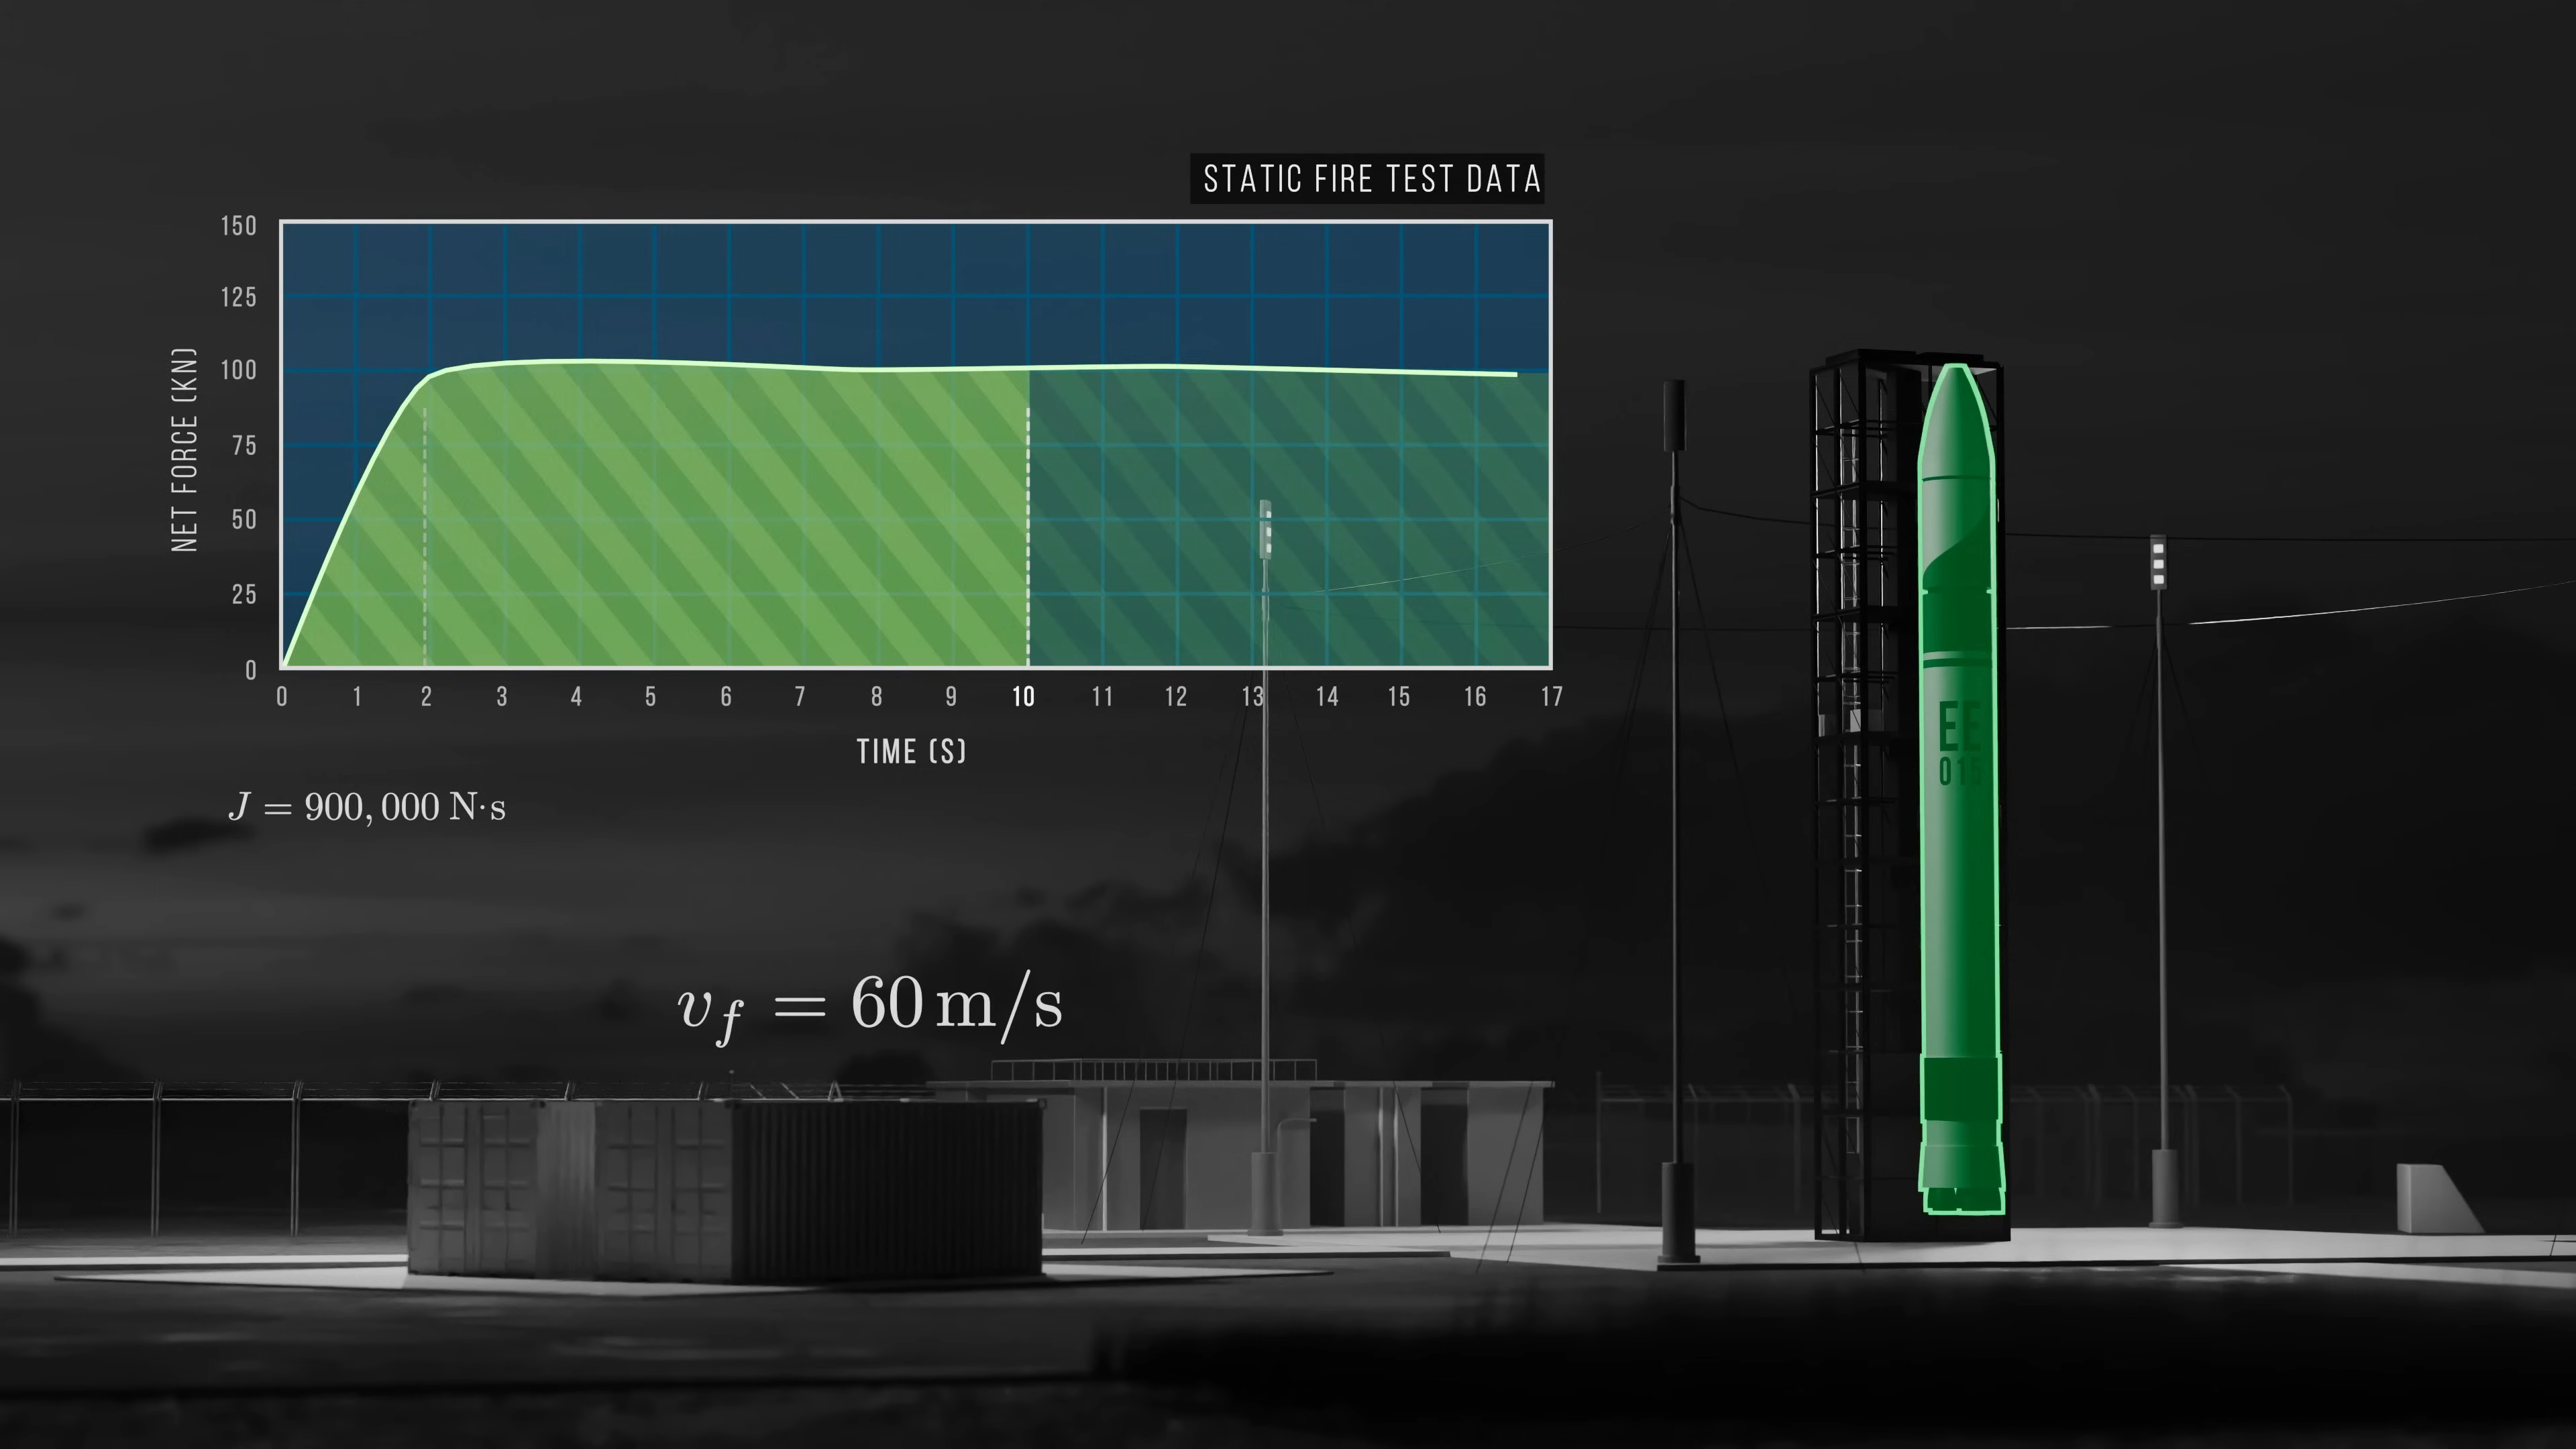 STATIC FIRE TEST DATA
150
125
100
75
50
25
0
NET FORCE (KN)
0 1 2 3 4 5 6 7 8 9 10 11 12 13 14 15 16 17
TIME (S)
J = 900,000 N·s
v_f = 60 m/s
EE
015